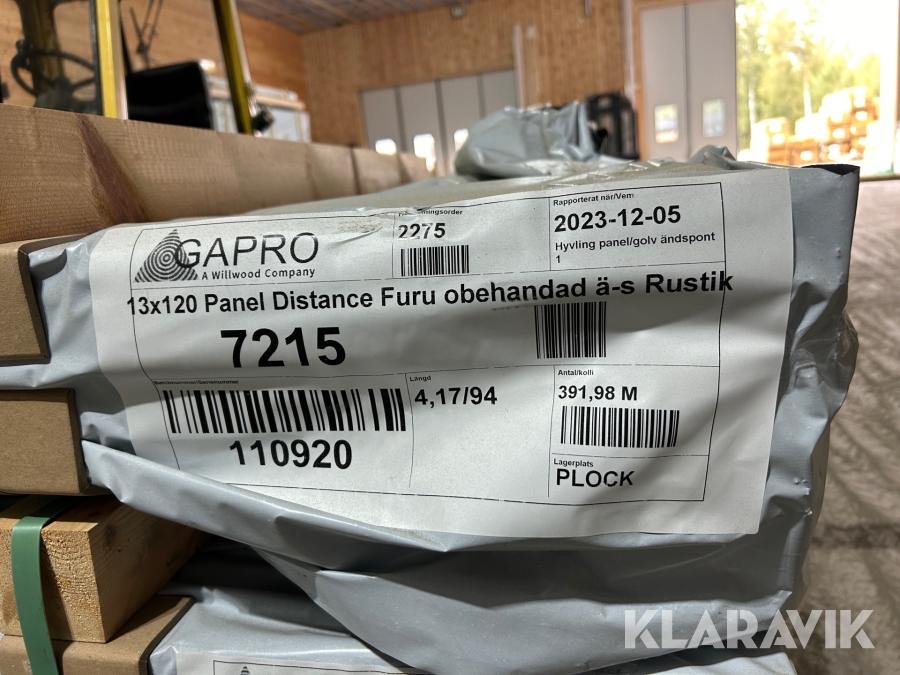 GAPRO
A Willwood Company
2275
Rapporterat när/Vem
2023-12-05
Hyvling panel/golv ändspont
1
13x120 Panel Distance Furu obehandad ä-s Rustik
7215
110920
Längd
4,17/94
Antal/kolli
391,98 M
Lagerplats
PLOCK
KLARAVIK